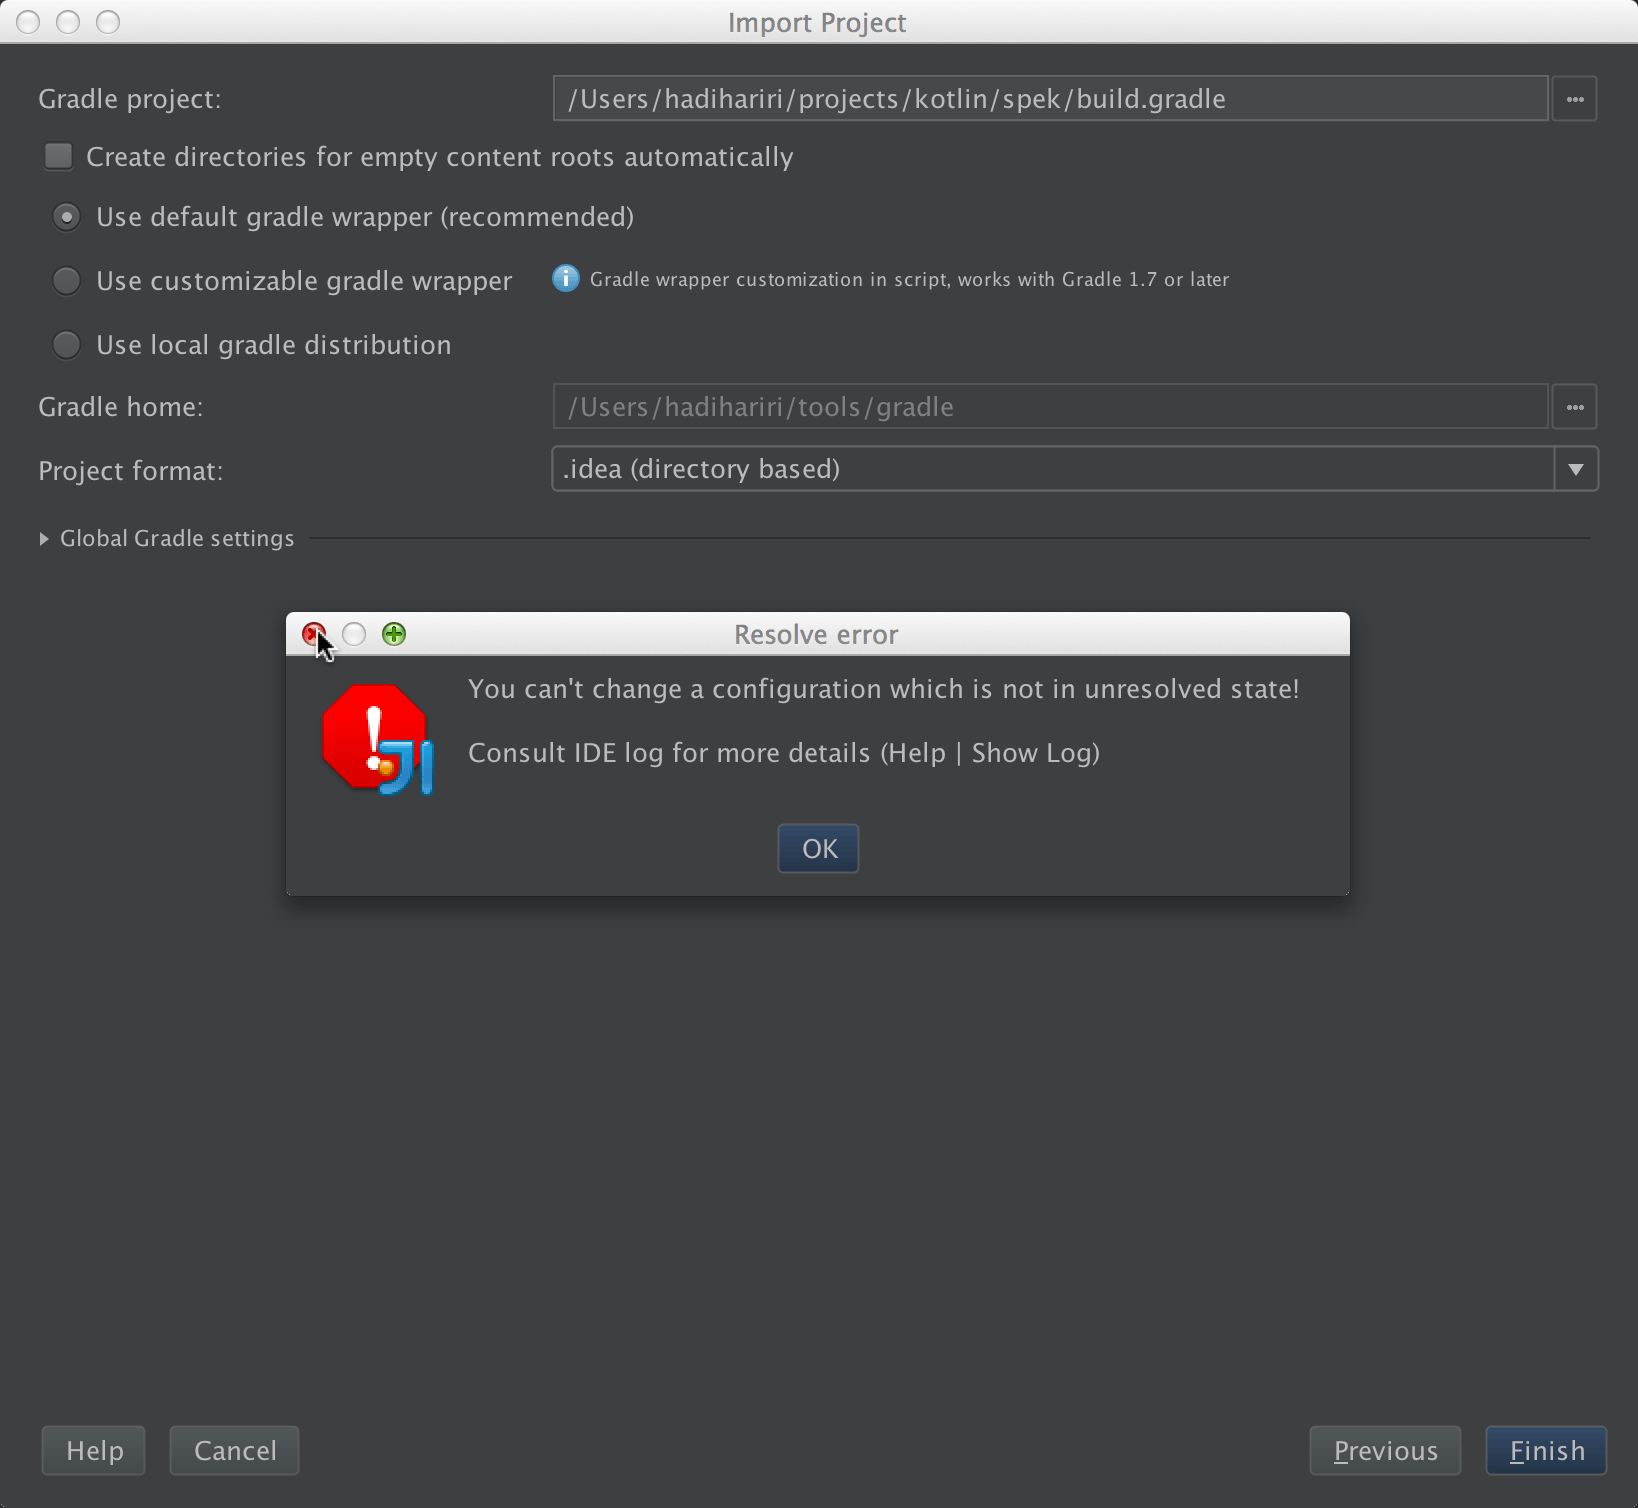 Import Project
Gradle project:
/Users/hadihariri/projects/kotlin/spek/build.gradle
Create directories for empty content roots automatically
Use default gradle wrapper (recommended)
Use customizable gradle wrapper
Gradle wrapper customization in script, works with Gradle 1.7 or later
Use local gradle distribution
Gradle home:
/Users/hadihariri/tools/gradle
Project format:
.idea (directory based)
Global Gradle settings
Resolve error
You can't change a configuration which is not in unresolved state!
Consult IDE log for more details (Help | Show Log)
OK
Help
Cancel
Previous
Finish